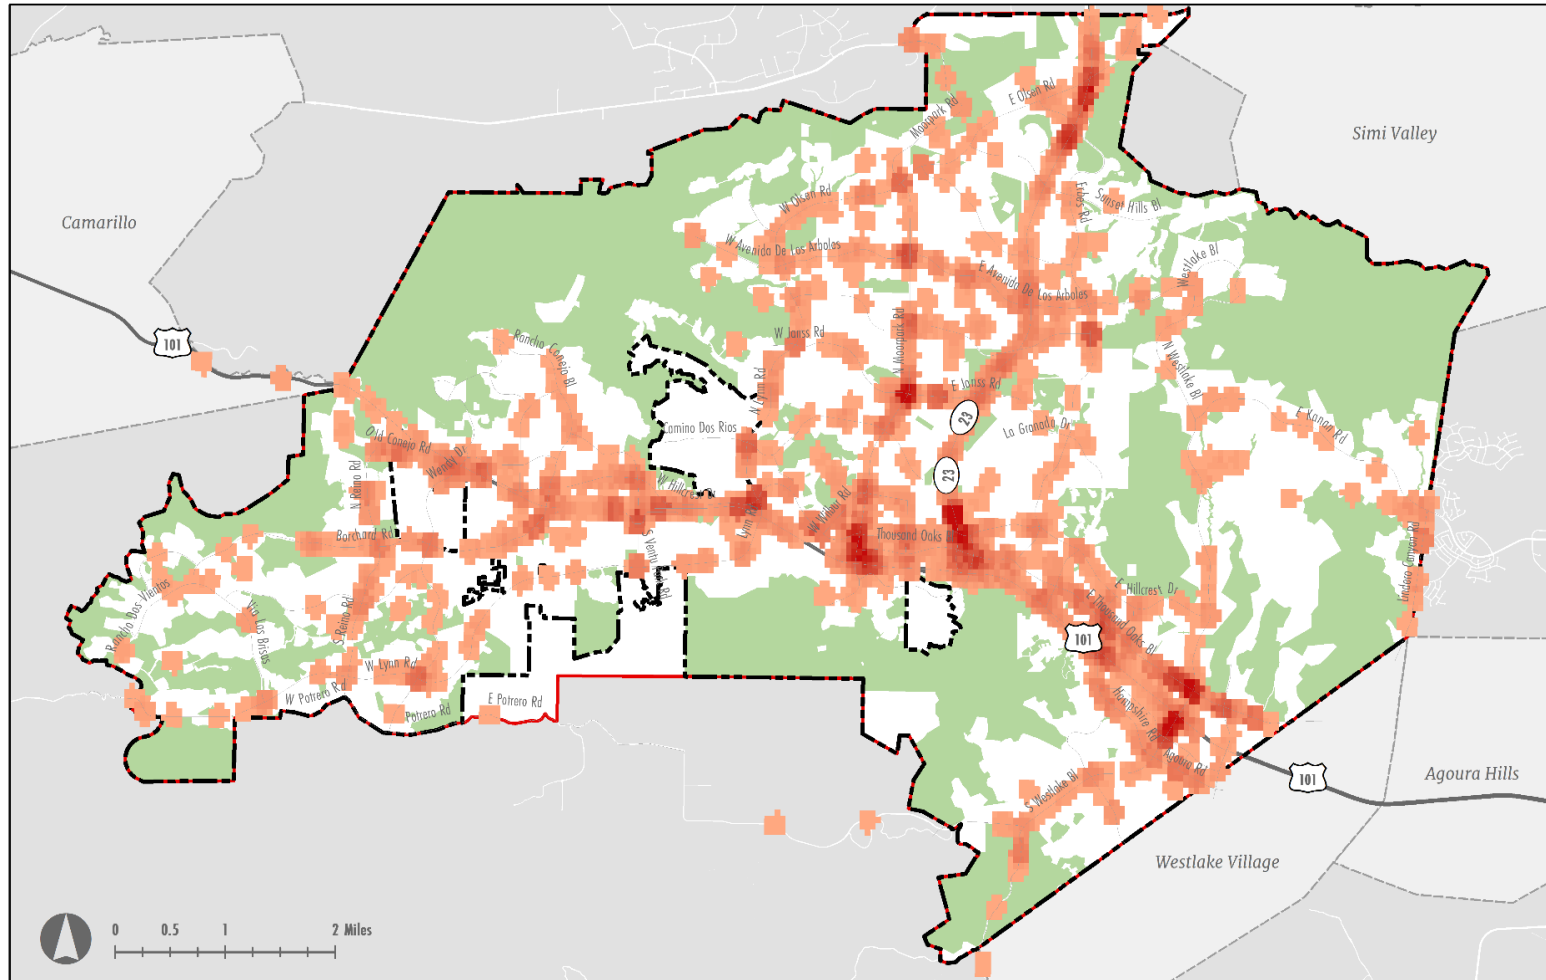 Simi Valley
Camarillo
101
E Olsen Rd
Moorpark Rd
W Olsen Rd
Erbes Rd
Sunset Hills Bl
W Avenida De Los Arboles
E Avenida De Los Arboles
Westlake Bl
Rancho Conejo Bl
W Janss Rd
N Moorpark Rd
N Westlake Bl
N Lynn Rd
E Janss Rd
23
E Kanan Rd
Camino Dos Rios
La Granada Dr
Old Conejo Rd
Wendy Dr
23
N Reino Rd
W Hillcrest Dr
W Wilbur Rd
Lynn Rd
Borchard Rd
Thousand Oaks
S Ventu Park Rd
Lindero Canyon Rd
Rancho Dos Vientos
E Hillcrest Dr
Via Las Brisas
S Reino Rd
E Thousand Oaks Bl
101
W Lynn Rd
W Potrero Rd
E Potrero Rd
Potrero Rd
Hampshire Rd
Agoura Rd
S Westlake Bl
101
Agoura Hills
Westlake Village
0 0.5 1 2 Miles